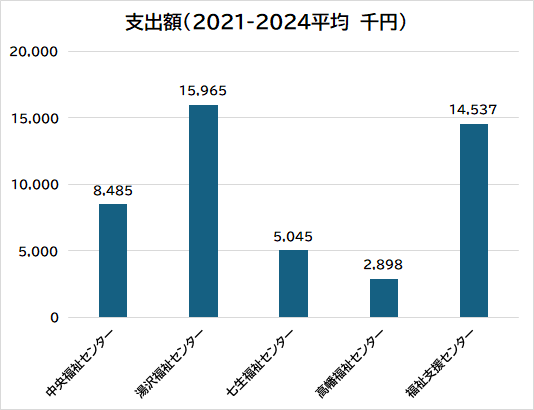 支出額(2021-2024平均 千円)
20,000
15,000
10,000
5,000
0
8,485
15,965
5,045
2,898
14,537
中央福祉センター
湯沢福祉センター
七生福祉センター
高幡福祉センター
福祉支援センター